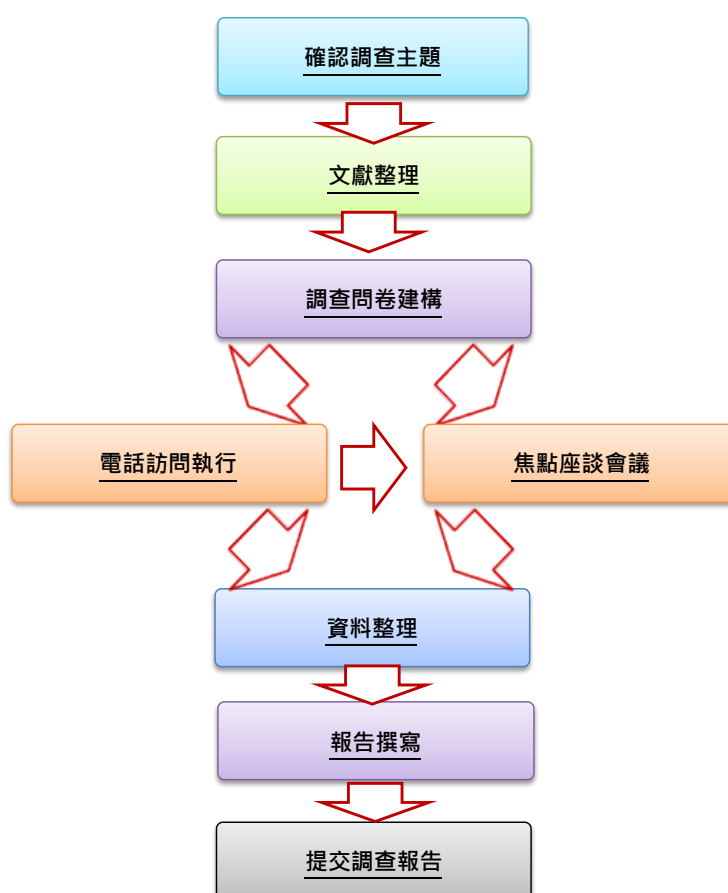 確認調查主題
文獻整理
調查問卷建構
電話訪問執行
焦點座談會議
資料整理
報告撰寫
提交調查報告